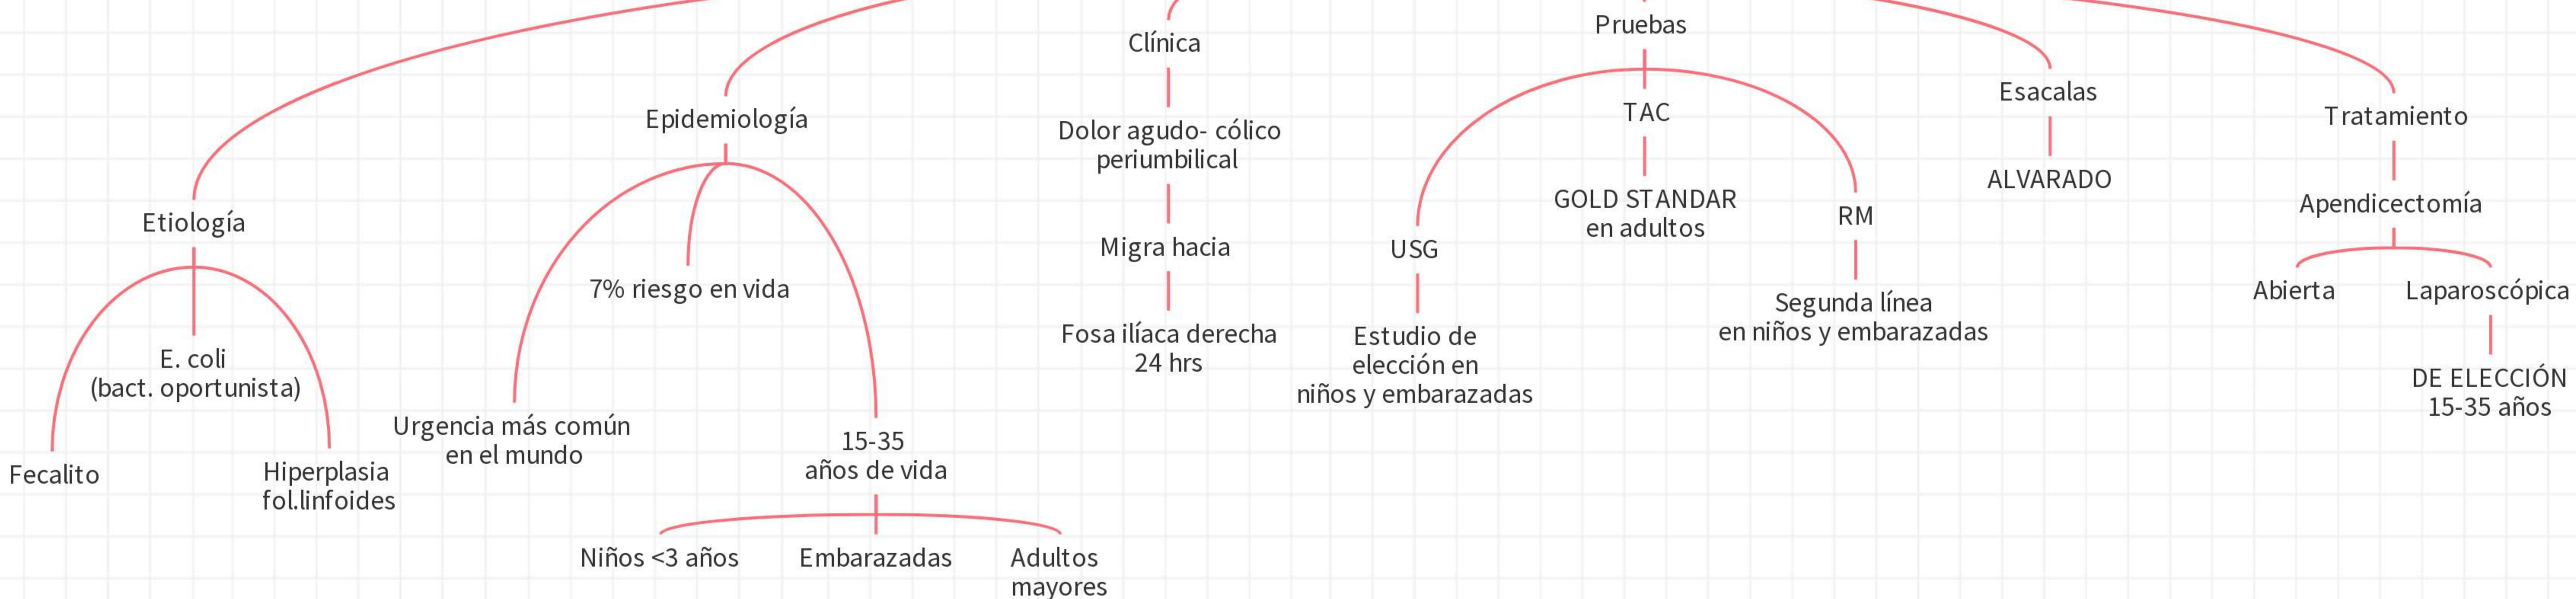 Etiología
Fecalito
E. coli
(bact. oportunista)
Hiperplasia
fol.linfoides
Epidemiología
Urgencia más común
en el mundo
7% riesgo en vida
15-35
años de vida
Niños <3 años
Embarazadas
Adultos
mayores
Clínica
Dolor agudo- cólico
periumbilical
Migra hacia
Fosa ilíaca derecha
24 hrs
Pruebas
USG
Estudio de
elección en
niños y embarazadas
TAC
GOLD STANDAR
en adultos
RM
Segunda línea
en niños y embarazadas
Esacalas
ALVARADO
Tratamiento
Apendicectomía
Abierta
Laparoscópica
DE ELECCIÓN
15-35 años